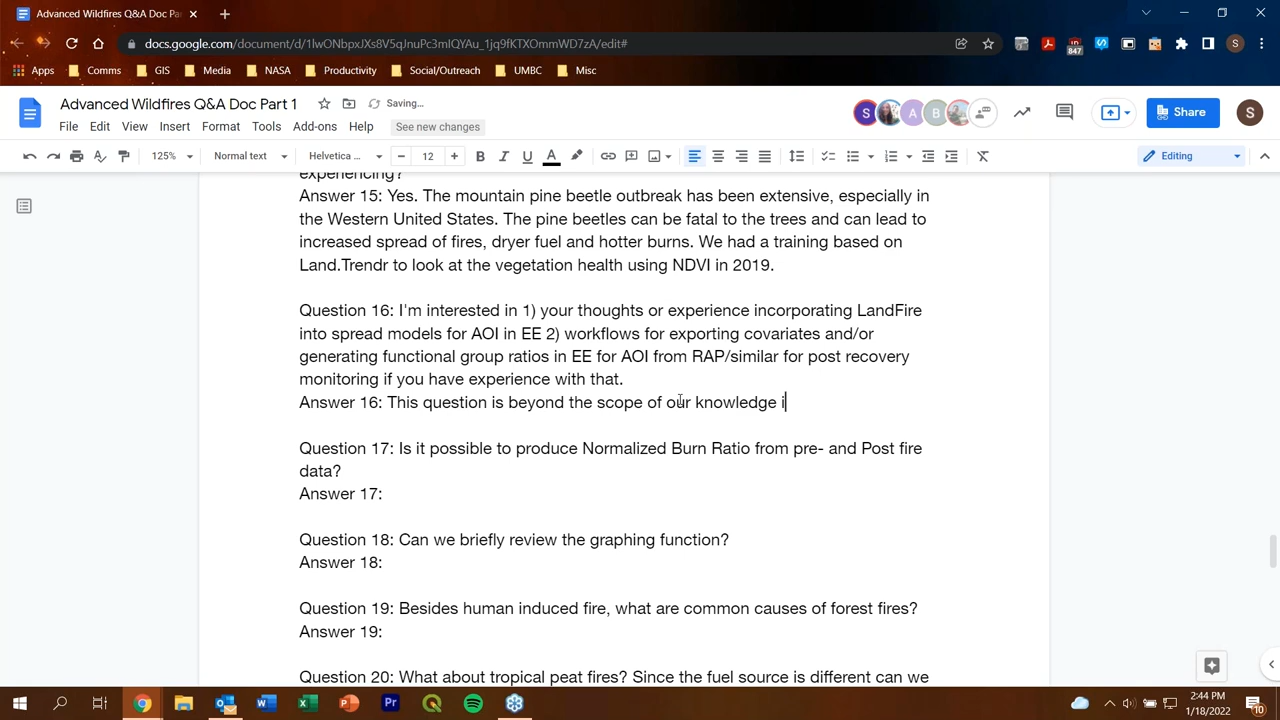 Advanced Wildfires Q&A Doc Part
docs.google.com/document/d/1lwONbpxJXs8V5qJnuPc3mIQYAu_1jq9fKTXOmmWD7zA/edit#
847
S
Apps Comms GIS Media NASA Productivity Social/Outreach UMBC Misc
Advanced Wildfires Q&A Doc Part 1 Saving...
S A B Share S
File Edit View Insert Format Tools Add-ons Help See new changes
125% Normal text Helvetica ... 12 B I U A Editing
experiencing?
Answer 15: Yes. The mountain pine beetle outbreak has been extensive, especially in
the Western United States. The pine beetles can be fatal to the trees and can lead to
increased spread of fires, dryer fuel and hotter burns. We had a training based on
Land.Trendr to look at the vegetation health using NDVI in 2019.
Question 16: I'm interested in 1) your thoughts or experience incorporating LandFire
into spread models for AOI in EE 2) workflows for exporting covariates and/or
generating functional group ratios in EE for AOI from RAP/similar for post recovery
monitoring if you have experience with that.
Answer 16: This question is beyond the scope of our knowledge i
Question 17: Is it possible to produce Normalized Burn Ratio from pre- and Post fire
data?
Answer 17:
Question 18: Can we briefly review the graphing function?
Answer 18:
Question 19: Besides human induced fire, what are common causes of forest fires?
Answer 19:
Question 20: What about tropical peat fires? Since the fuel source is different can we
2:44 PM
1/18/2022
10